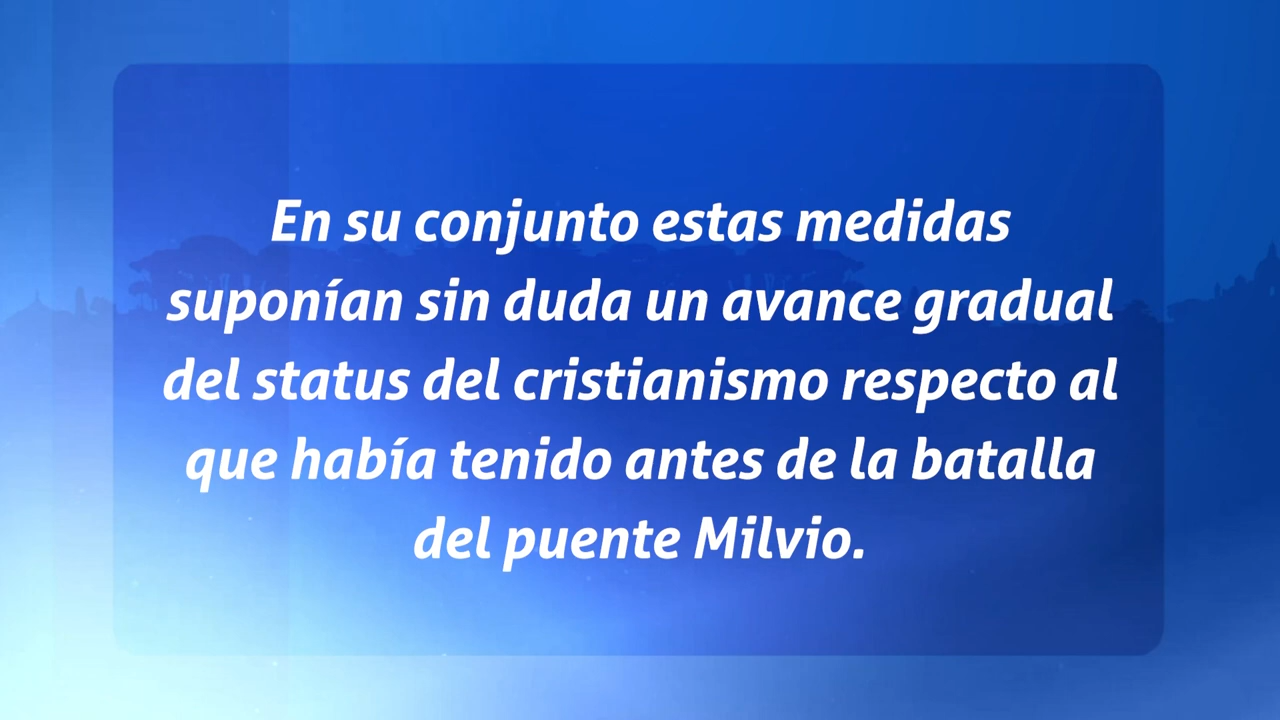 En su conjunto estas medidas
suponían sin duda un avance gradual
del status del cristianismo respecto al
que había tenido antes de la batalla
del puente Milvio.